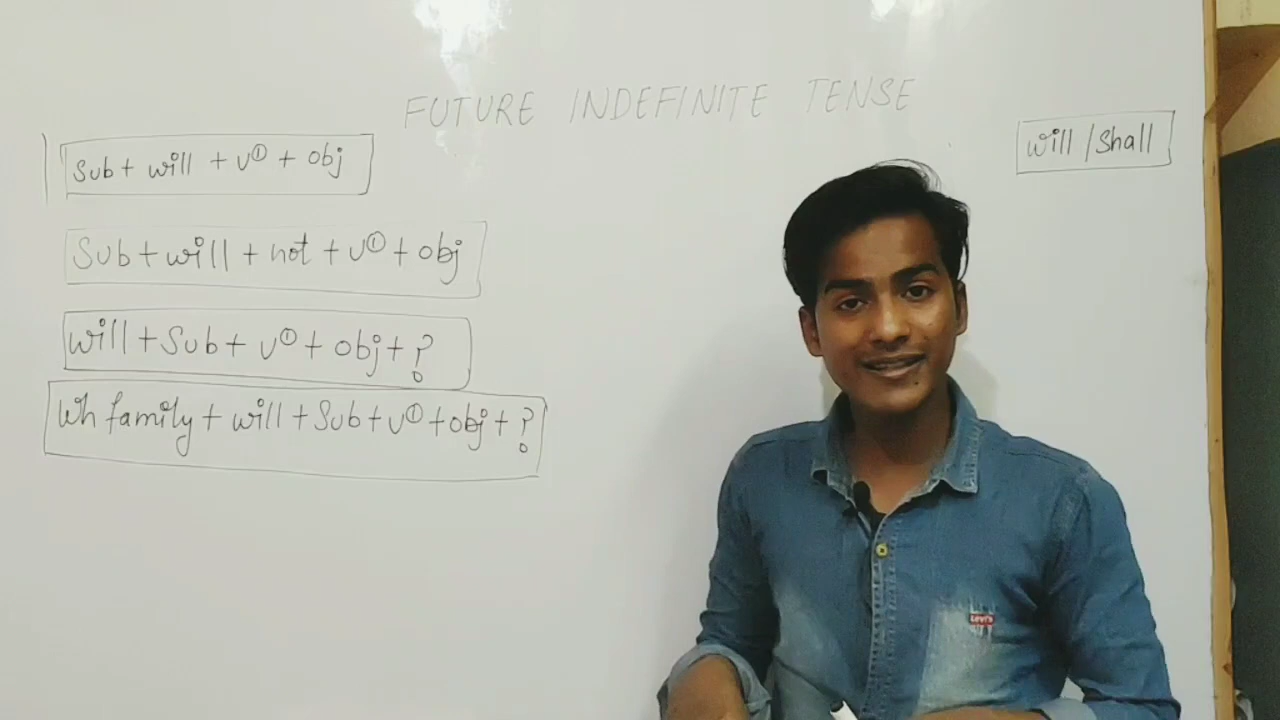 FUTURE INDEFINITE TENSE
will / Shall
Sub + will + v① + obj
Sub + will + not + v① + obj
will + Sub + v① + obj + ?
Wh family + will + Sub + v① + obj + ?
Levi's